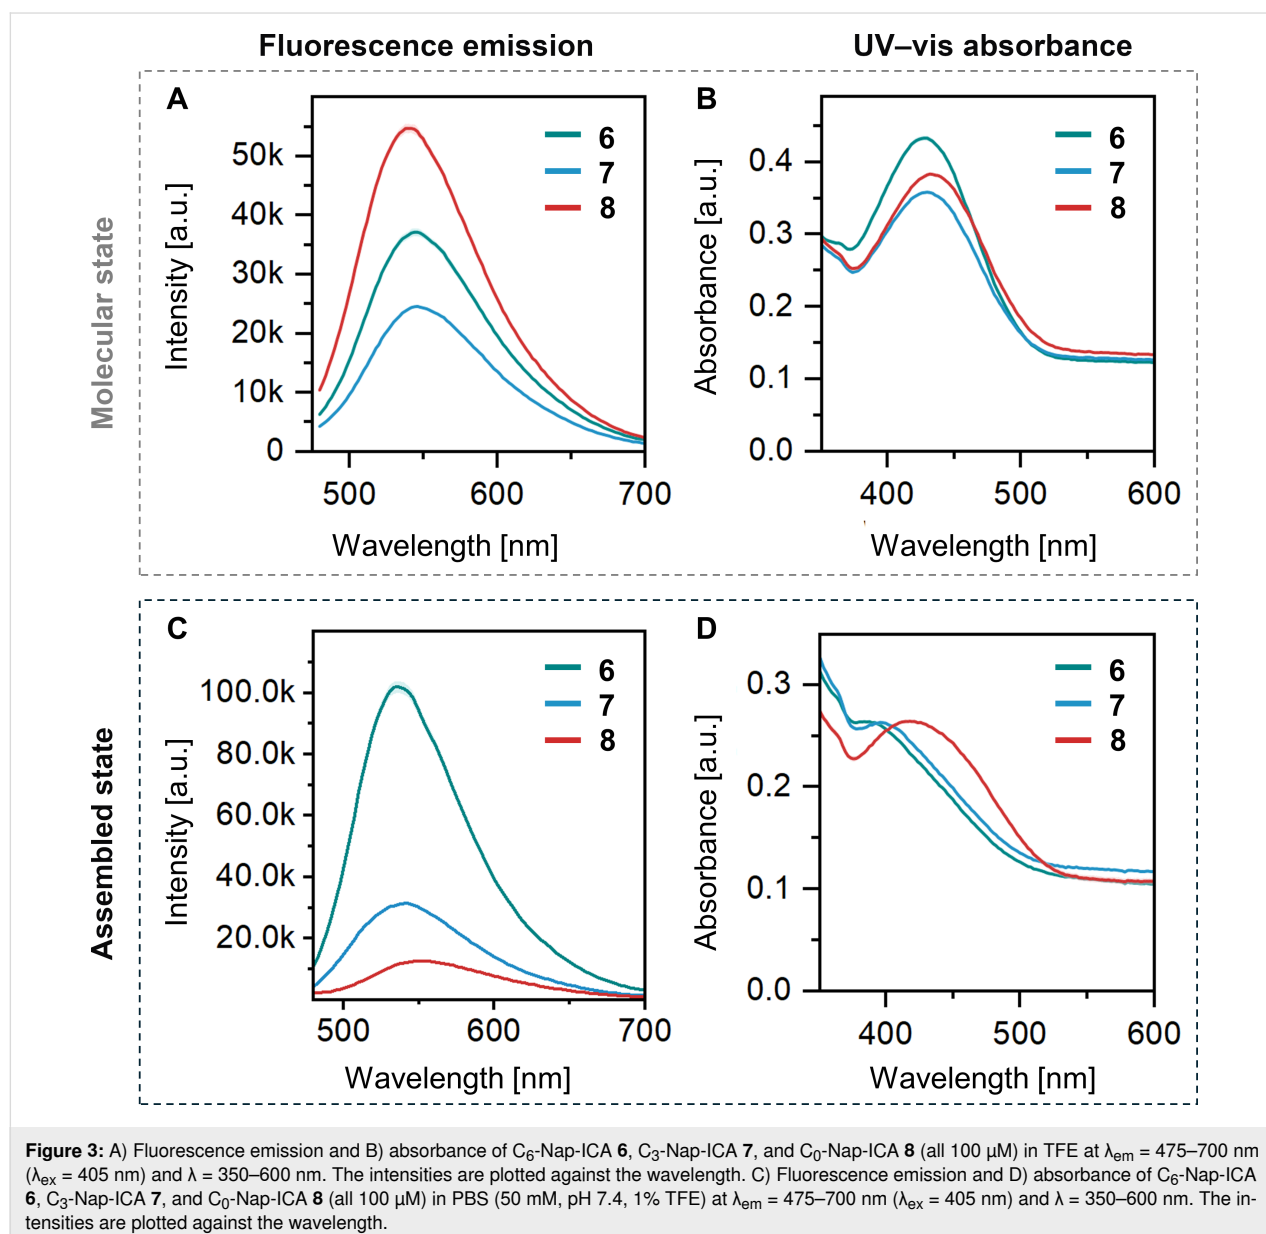 Fluorescence emission
UV–vis absorbance
Molecular state
A
Intensity [a.u.]
50k
40k
30k
20k
10k
0
6
7
8
500 600 700
Wavelength [nm]
B
Absorbance [a.u.]
0.4
0.3
0.2
0.1
0.0
6
7
8
400 500 600
Wavelength [nm]
Assembled state
C
Intensity [a.u.]
100.0k
80.0k
60.0k
40.0k
20.0k
6
7
8
500 600 700
Wavelength [nm]
D
Absorbance [a.u.]
0.3
0.2
0.1
0.0
6
7
8
400 500 600
Wavelength [nm]
Figure 3: A) Fluorescence emission and B) absorbance of C₆-Nap-ICA 6, C₃-Nap-ICA 7, and C₀-Nap-ICA 8 (all 100 µM) in TFE at λem = 475–700 nm
(λex = 405 nm) and λ = 350–600 nm. The intensities are plotted against the wavelength. C) Fluorescence emission and D) absorbance of C₆-Nap-ICA
6, C₃-Nap-ICA 7, and C₀-Nap-ICA 8 (all 100 µM) in PBS (50 mM, pH 7.4, 1% TFE) at λem = 475–700 nm (λex = 405 nm) and λ = 350–600 nm. The in-
tensities are plotted against the wavelength.